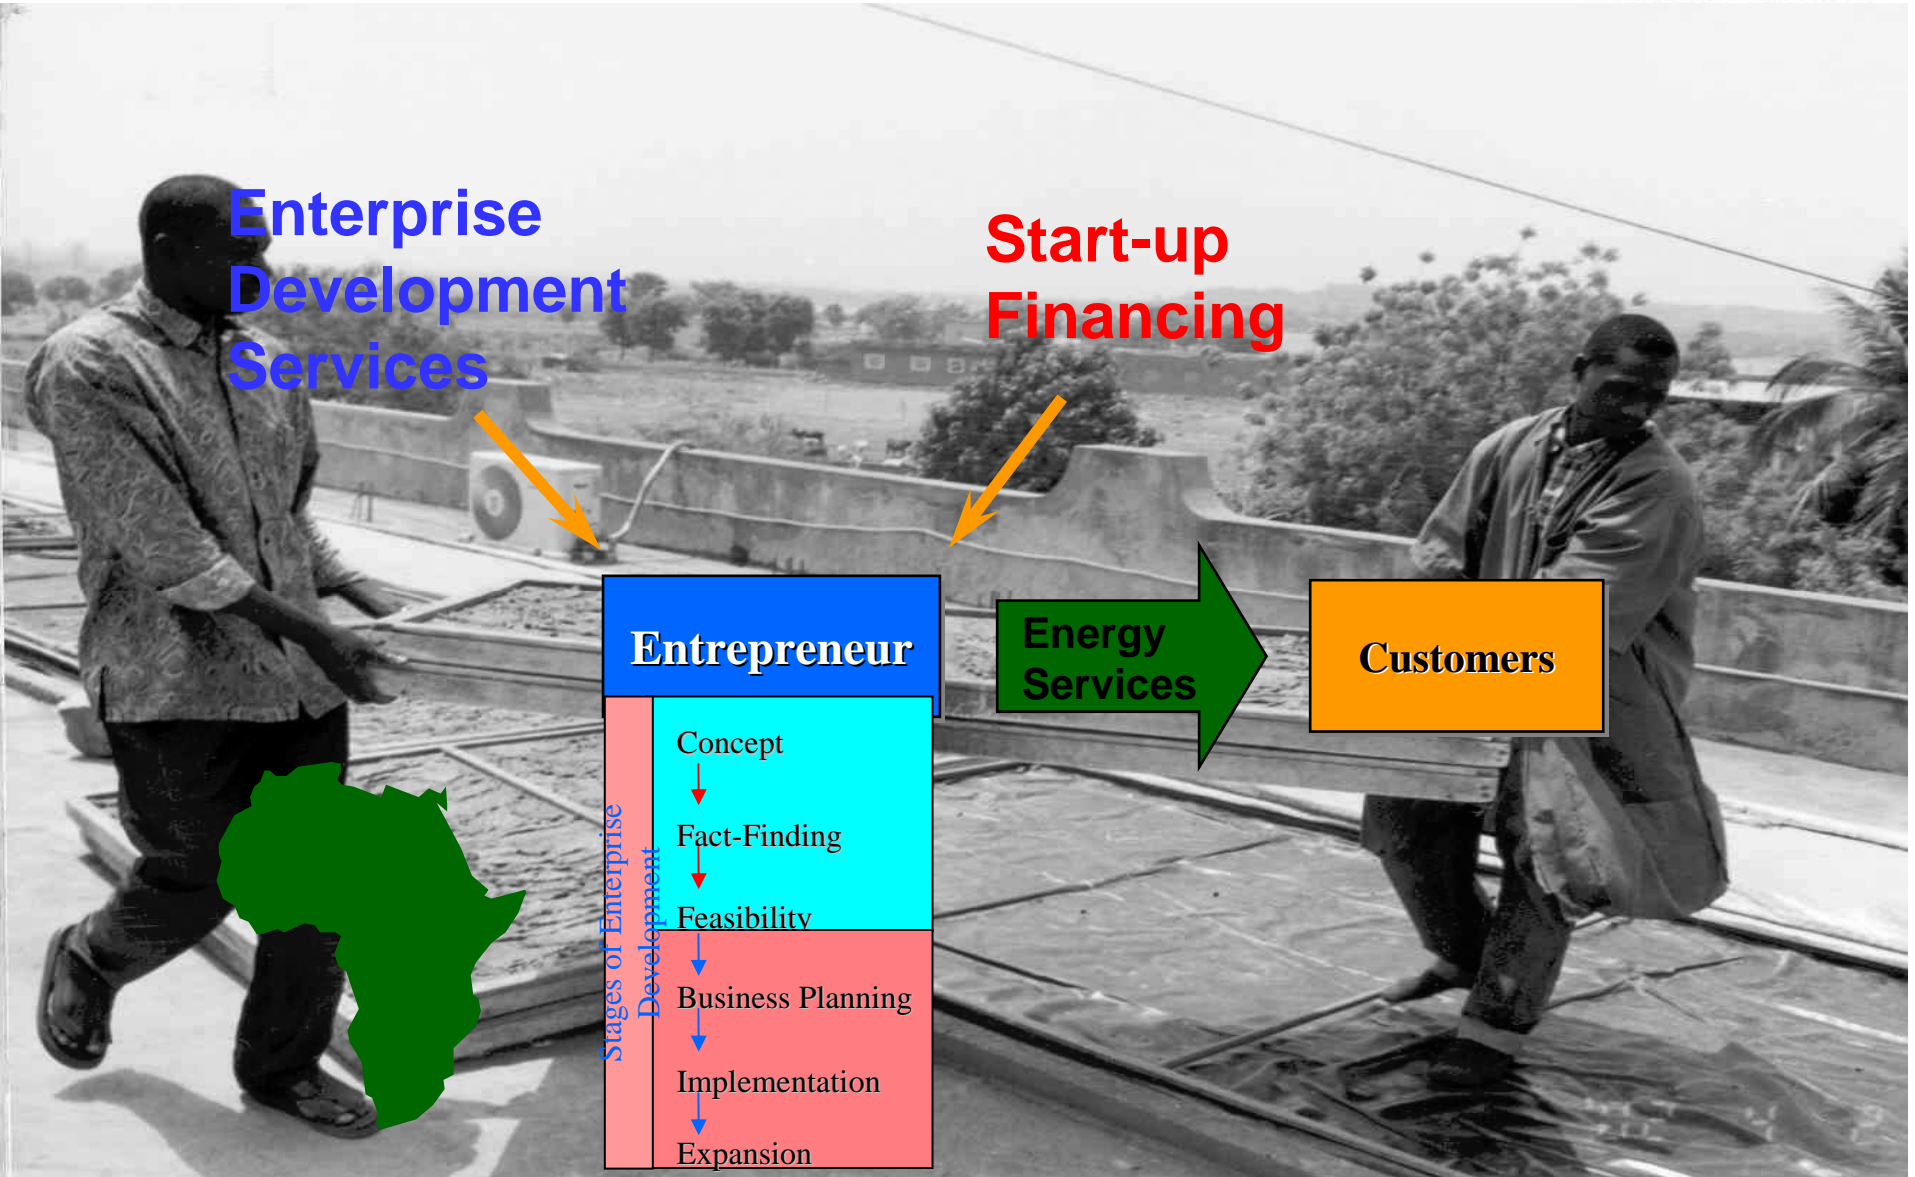 Enterprise
Development
Services
Start-up
Financing
Entrepreneur
Energy
Services
Customers
Stages of Enterprise
Development
Concept
Fact-Finding
Feasibility
Business Planning
Implementation
Expansion